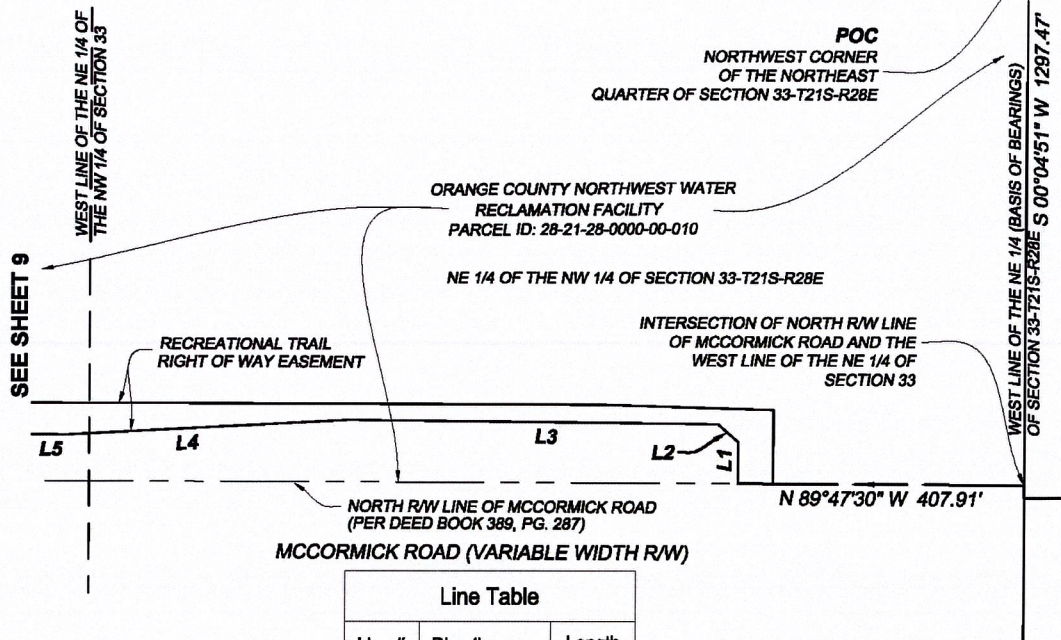 WEST LINE OF THE NE 1/4 OF
THE NW 1/4 OF SECTION 33
POC
NORTHWEST CORNER
OF THE NORTHEAST
QUARTER OF SECTION 33-T21S-R28E
WEST LINE OF THE NE 1/4 (BASIS OF BEARINGS)
OF SECTION 33-T21S-R28E S 00°04'51" W 1297.47'
ORANGE COUNTY NORTHWEST WATER
RECLAMATION FACILITY
PARCEL ID: 28-21-28-0000-00-010
NE 1/4 OF THE NW 1/4 OF SECTION 33-T21S-R28E
SEE SHEET 9
RECREATIONAL TRAIL
RIGHT OF WAY EASEMENT
INTERSECTION OF NORTH R/W LINE
OF MCCORMICK ROAD AND THE
WEST LINE OF THE NE 1/4 OF
SECTION 33
L5
L4
L3
L2
L1
N 89°47'30" W 407.91'
NORTH R/W LINE OF MCCORMICK ROAD
(PER DEED BOOK 389, PG. 287)
MCCORMICK ROAD (VARIABLE WIDTH R/W)
Line Table